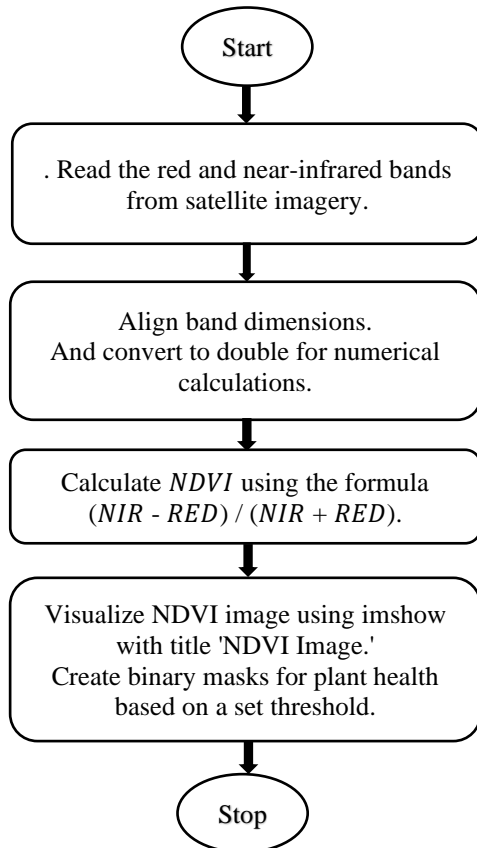 Start
. Read the red and near-infrared bands
from satellite imagery.
Align band dimensions.
And convert to double for numerical
calculations.
Calculate NDVI using the formula
(NIR - RED) / (NIR + RED).
Visualize NDVI image using imshow
with title 'NDVI Image.'
Create binary masks for plant health
based on a set threshold.
Stop